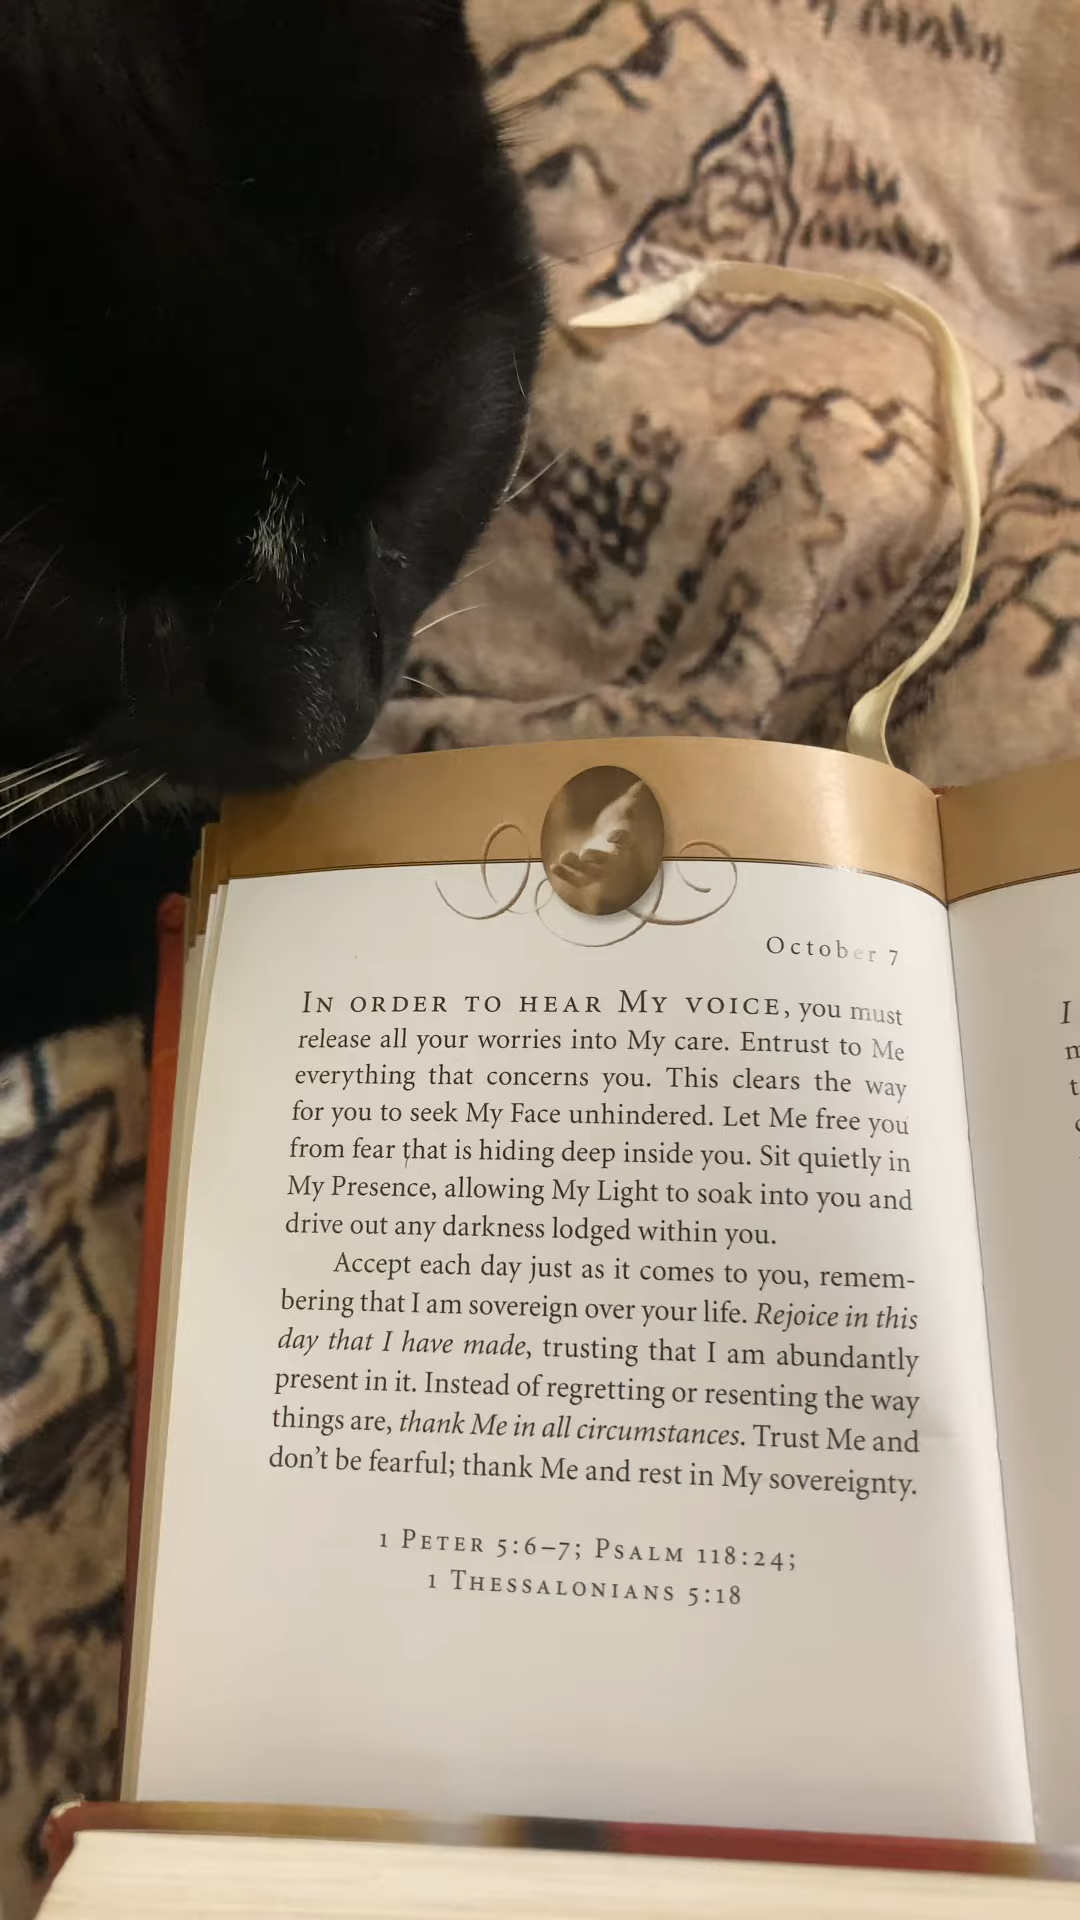 October 7
IN ORDER TO HEAR MY VOICE, you must
release all your worries into My care. Entrust to Me
everything that concerns you. This clears the way
for you to seek My Face unhindered. Let Me free you
from fear that is hiding deep inside you. Sit quietly in
My Presence, allowing My Light to soak into you and
drive out any darkness lodged within you.
Accept each day just as it comes to you, remem-
bering that I am sovereign over your life. Rejoice in this
day that I have made, trusting that I am abundantly
present in it. Instead of regretting or resenting the way
things are, thank Me in all circumstances. Trust Me and
don't be fearful; thank Me and rest in My sovereignty.
1 PETER 5:6–7; PSALM 118:24;
1 THESSALONIANS 5:18